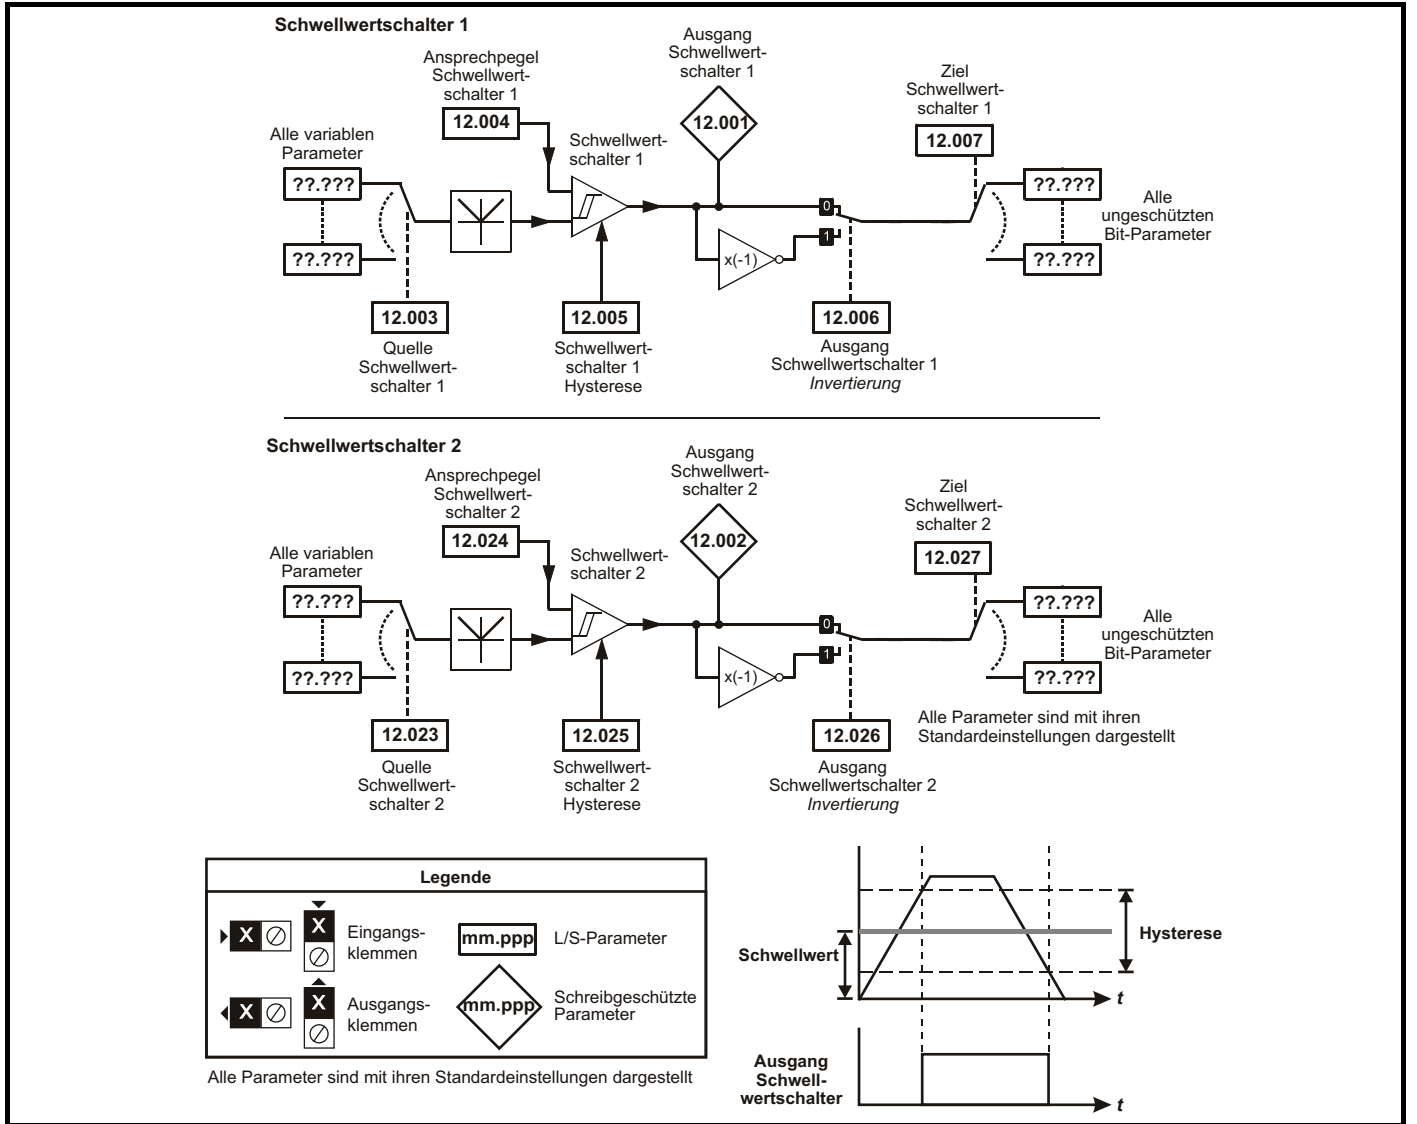 Schwellwertschalter 1
Ansprechpegel
Schwellwert-
schalter 1
12.004
Ausgang
Schwellwert-
schalter 1
12.001
Ziel
Schwellwert-
schalter 1
12.007
Alle variablen
Parameter
??.???
??.???
Schwellwert-
schalter 1
0
1
x(-1)
??.???
??.???
Alle
ungeschützten
Bit-Parameter
12.003
Quelle
Schwellwert-
schalter 1
12.005
Schwellwert-
schalter 1
Hysterese
12.006
Ausgang
Schwellwertschalter 1
Invertierung
Schwellwertschalter 2
Ansprechpegel
Schwellwert-
schalter 2
12.024
Ausgang
Schwellwert-
schalter 2
12.002
Ziel
Schwellwert-
schalter 2
12.027
Alle variablen
Parameter
??.???
??.???
Schwellwert-
schalter 2
0
1
x(-1)
??.???
??.???
Alle
ungeschützten
Bit-Parameter
12.023
Quelle
Schwellwert-
schalter 2
12.025
Schwellwert-
schalter 2
Hysterese
12.026
Ausgang
Schwellwertschalter 2
Invertierung
Alle Parameter sind mit ihren
Standardeinstellungen dargestellt
Legende
X
X
Eingangs-
klemmen
mm.ppp
L/S-Parameter
X
X
Ausgangs-
klemmen
mm.ppp
Schreibgeschützte
Parameter
Alle Parameter sind mit ihren Standardeinstellungen dargestellt
Schwellwert
Hysterese
t
Ausgang
Schwell-
wertschalter
t